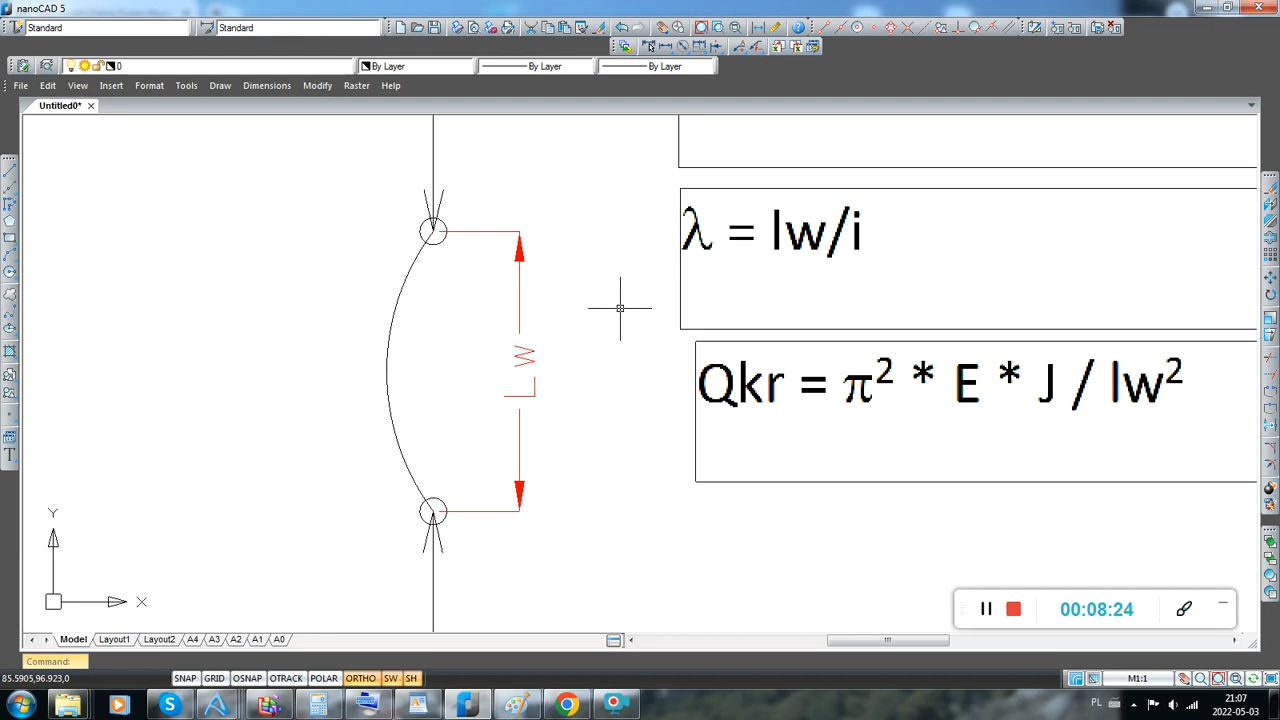 nanoCAD 5
Standard
Standard
0
By Layer
By Layer
By Layer
File Edit View Insert Format Tools Draw Dimensions Modify Raster Help
Untitled0*
λ = lw/i
LW
Qkr = π² * E * J / lw²
Y
X
00:08:24
Model Layout1 Layout2 A4 A3 A2 A1 A0
Command:
85.5905,96.923,0
SNAP GRID OSNAP OTRACK POLAR ORTHO SW SH
M1:1
PL
21:07
2022-05-03